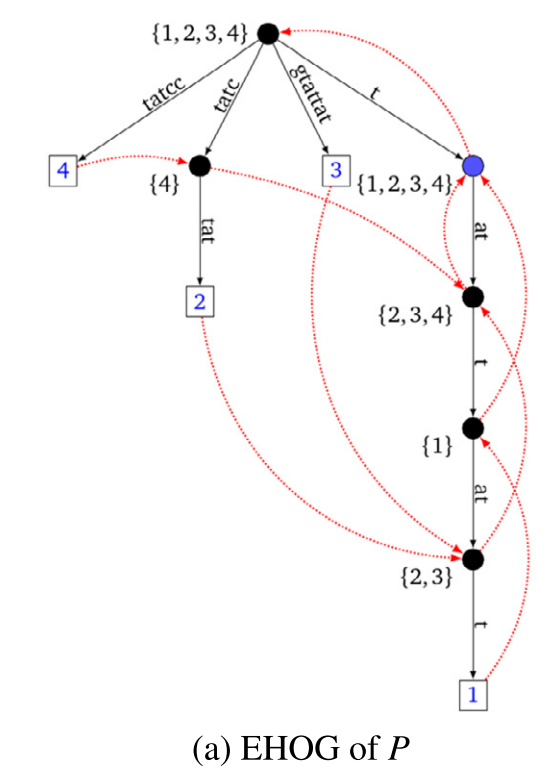 {1, 2, 3, 4}
tatcc
tatc
gtattat
t
4
{4}
3
{1, 2, 3, 4}
tat
at
2
{2, 3, 4}
t
{1}
at
{2, 3}
t
1
(a) EHOG of P